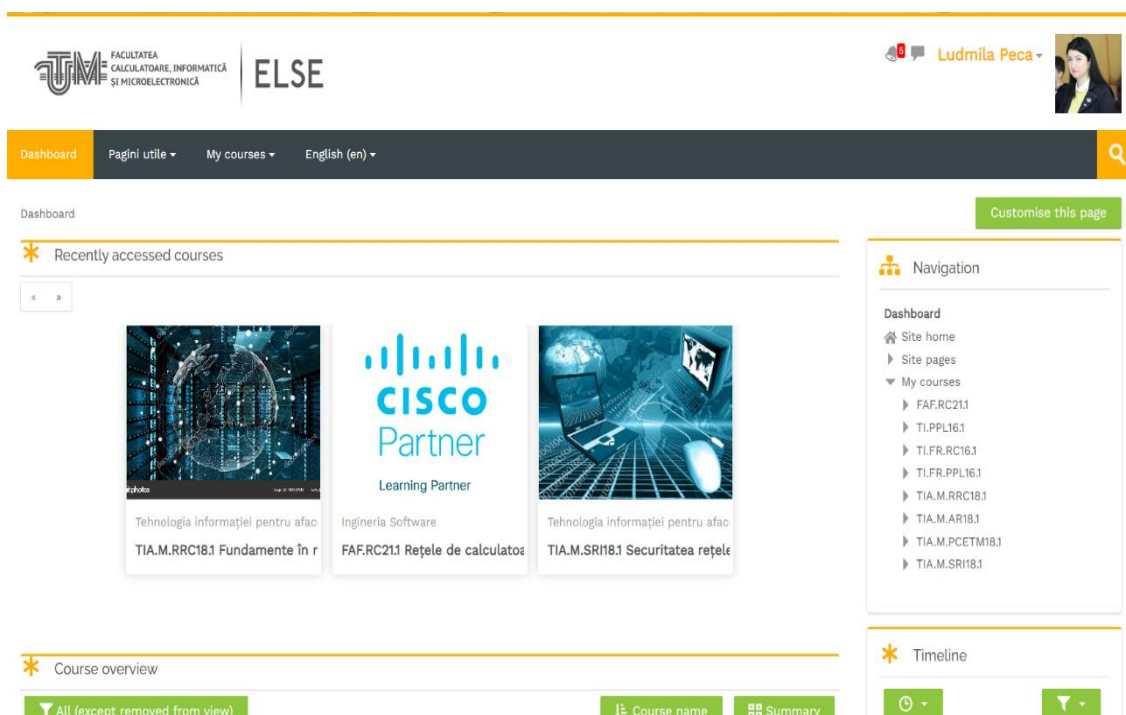 UTM FACULTATEA
CALCULATOARE, INFORMATICĂ
ȘI MICROELECTRONICĂ
ELSE
5
Ludmila Peca
Dashboard Pagini utile My courses English (en)
Dashboard
Customise this page
Recently accessed courses
« »
CISCO
Partner
Learning Partner
Tehnologia informației pentru afac
TIA.M.RRC18.1 Fundamente în r
Ingineria Software
FAF.RC21.1 Rețele de calculatoa
Tehnologia informației pentru afac
TIA.M.SRI18.1 Securitatea rețele
Navigation
Dashboard
Site home
Site pages
My courses
FAF.RC21.1
TI.PPL16.1
TI.FR.RC16.1
TI.FR.PPL16.1
TIA.M.RRC18.1
TIA.M.AR18.1
TIA.M.PCETM18.1
TIA.M.SRI18.1
Course overview
All (except removed from view)
Course name
Summary
Timeline